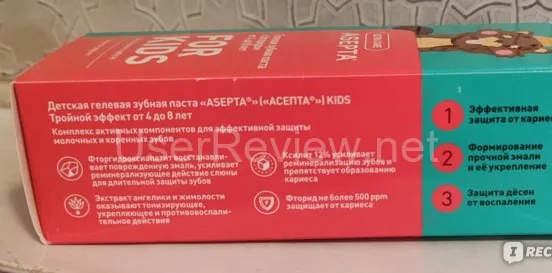 ASEPTA
FOR
KIDS
Детская гелевая зубная паста «ASEPTA®» («АСЕПТА®») KIDS
Тройной эффект от 4 до 8 лет
Комплекс активных компонентов для эффективной защиты
молочных и коренных зубов
Фторгидроксиапатит восстанавли-
вает поврежденную эмаль, усиливает
реминерализующее действие слюны
для длительной защиты зубов
Экстракт ангелики и жимолости
оказывают тонизирующее,
укрепляющее и противовоспали-
тельное действия
Ксилит 12% усиливает
реминерализацию зубов и
препятствует образованию
кариеса
Фторид не более 500 ppm
защищает от кариеса
1 Эффективная
защита от кариес
2 Формирование
прочной эмали
и её укрепление
3 Защита дёсен
от воспаления
UserReview.net
Rec